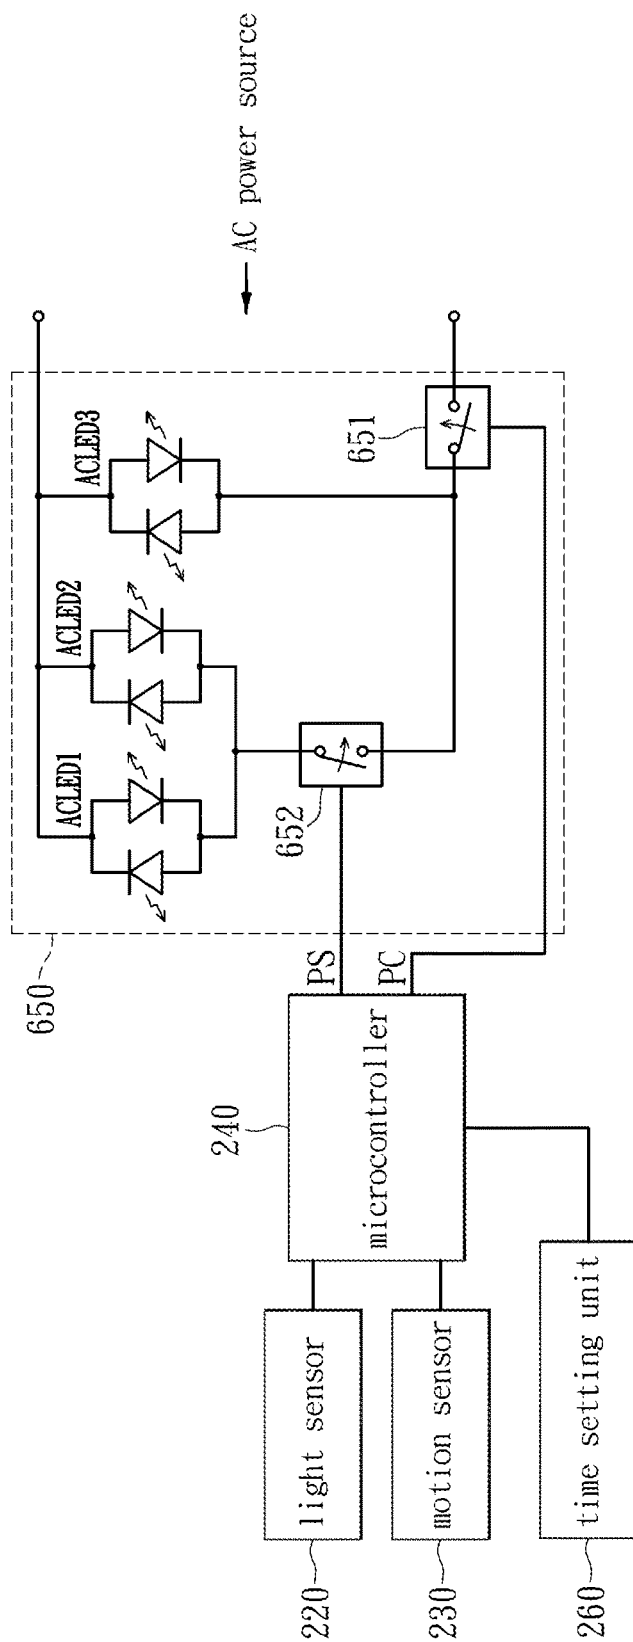 650
ACLED1
ACLED2
ACLED3
AC power source
652
651
PS
PC
240
microcontroller
220
light sensor
230
motion sensor
260
time setting unit